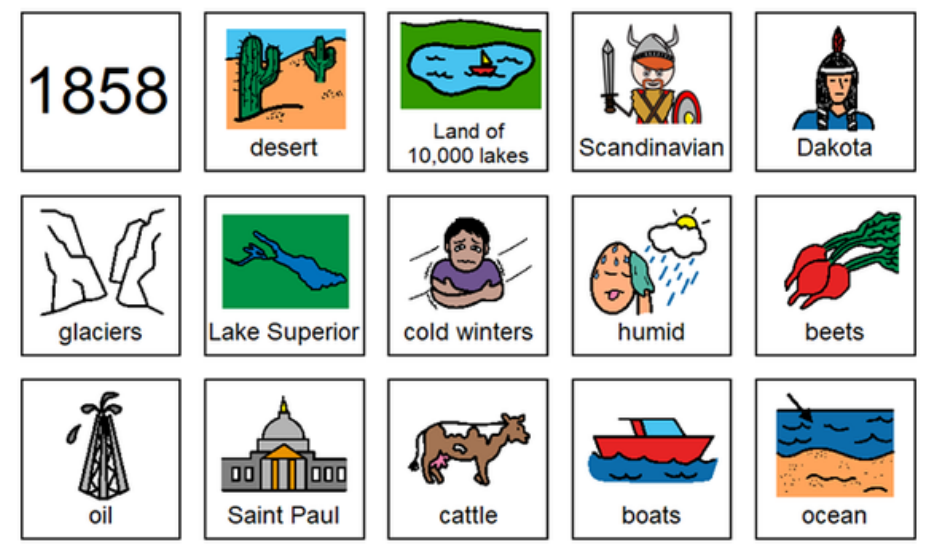 1858
desert
Land of
10,000 lakes
Scandinavian
Dakota
glaciers
Lake Superior
cold winters
humid
beets
oil
Saint Paul
cattle
boats
ocean